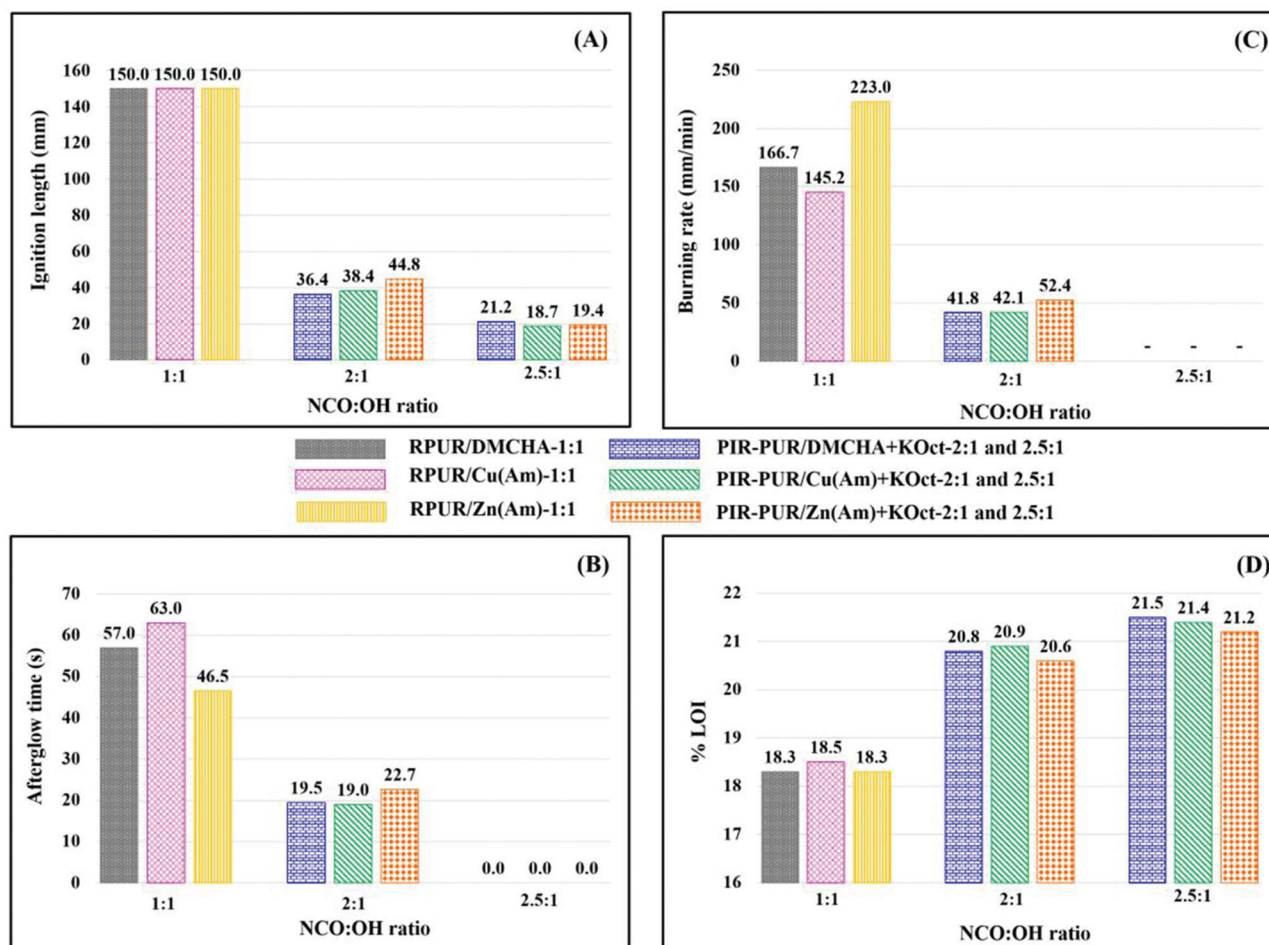 (A)
Ignition length (mm)
160
140
120
100
80
60
40
20
0
150.0 150.0 150.0
36.4 38.4 44.8
21.2 18.7 19.4
1:1 2:1 2.5:1
NCO:OH ratio
(C)
Burning rate (mm/min)
250
200
150
100
50
0
166.7 145.2 223.0
41.8 42.1 52.4
- - -
1:1 2:1 2.5:1
NCO:OH ratio
RPUR/DMCHA-1:1
RPUR/Cu(Am)-1:1
RPUR/Zn(Am)-1:1
PIR-PUR/DMCHA+KOct-2:1 and 2.5:1
PIR-PUR/Cu(Am)+KOct-2:1 and 2.5:1
PIR-PUR/Zn(Am)+KOct-2:1 and 2.5:1
(B)
Afterglow time (s)
70
60
50
40
30
20
10
0
57.0 63.0 46.5
19.5 19.0 22.7
0.0 0.0 0.0
1:1 2:1 2.5:1
NCO:OH ratio
(D)
% LOI
22
21
20
19
18
17
16
18.3 18.5 18.3
20.8 20.9 20.6
21.5 21.4 21.2
1:1 2:1 2.5:1
NCO:OH ratio